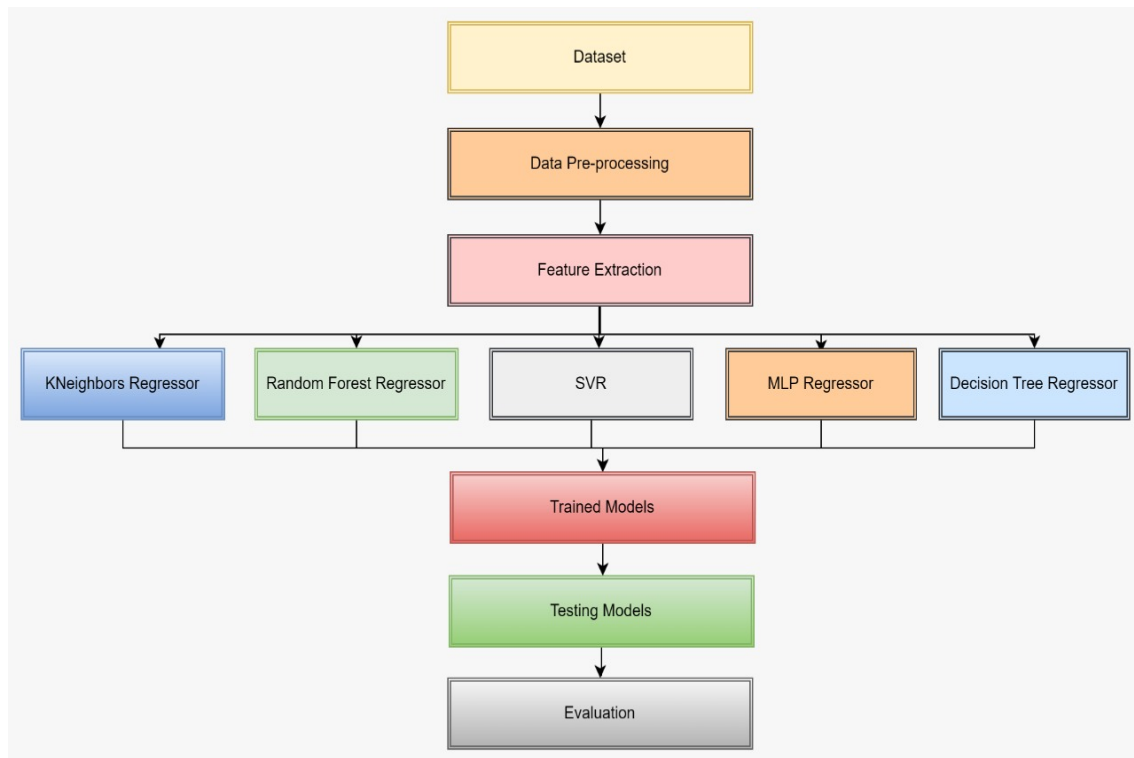 Dataset
Data Pre-processing
Feature Extraction
KNeighbors Regressor
Random Forest Regressor
SVR
MLP Regressor
Decision Tree Regressor
Trained Models
Testing Models
Evaluation